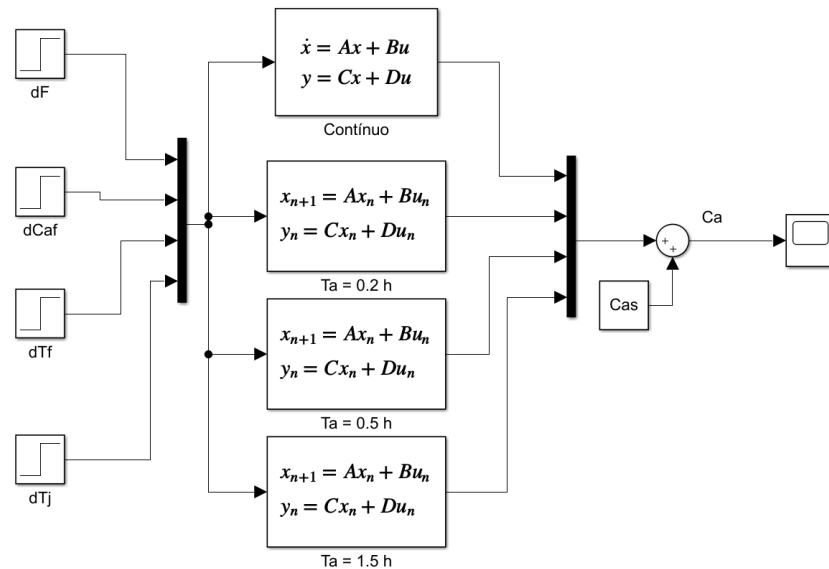 dF
dCaf
dTf
dTj
ẋ = Ax + Bu
y = Cx + Du
Contínuo
xₙ₊₁ = Axₙ + Buₙ
yₙ = Cxₙ + Duₙ
Ta = 0.2 h
xₙ₊₁ = Axₙ + Buₙ
yₙ = Cxₙ + Duₙ
Ta = 0.5 h
xₙ₊₁ = Axₙ + Buₙ
yₙ = Cxₙ + Duₙ
Ta = 1.5 h
+
+
Cas
Ca